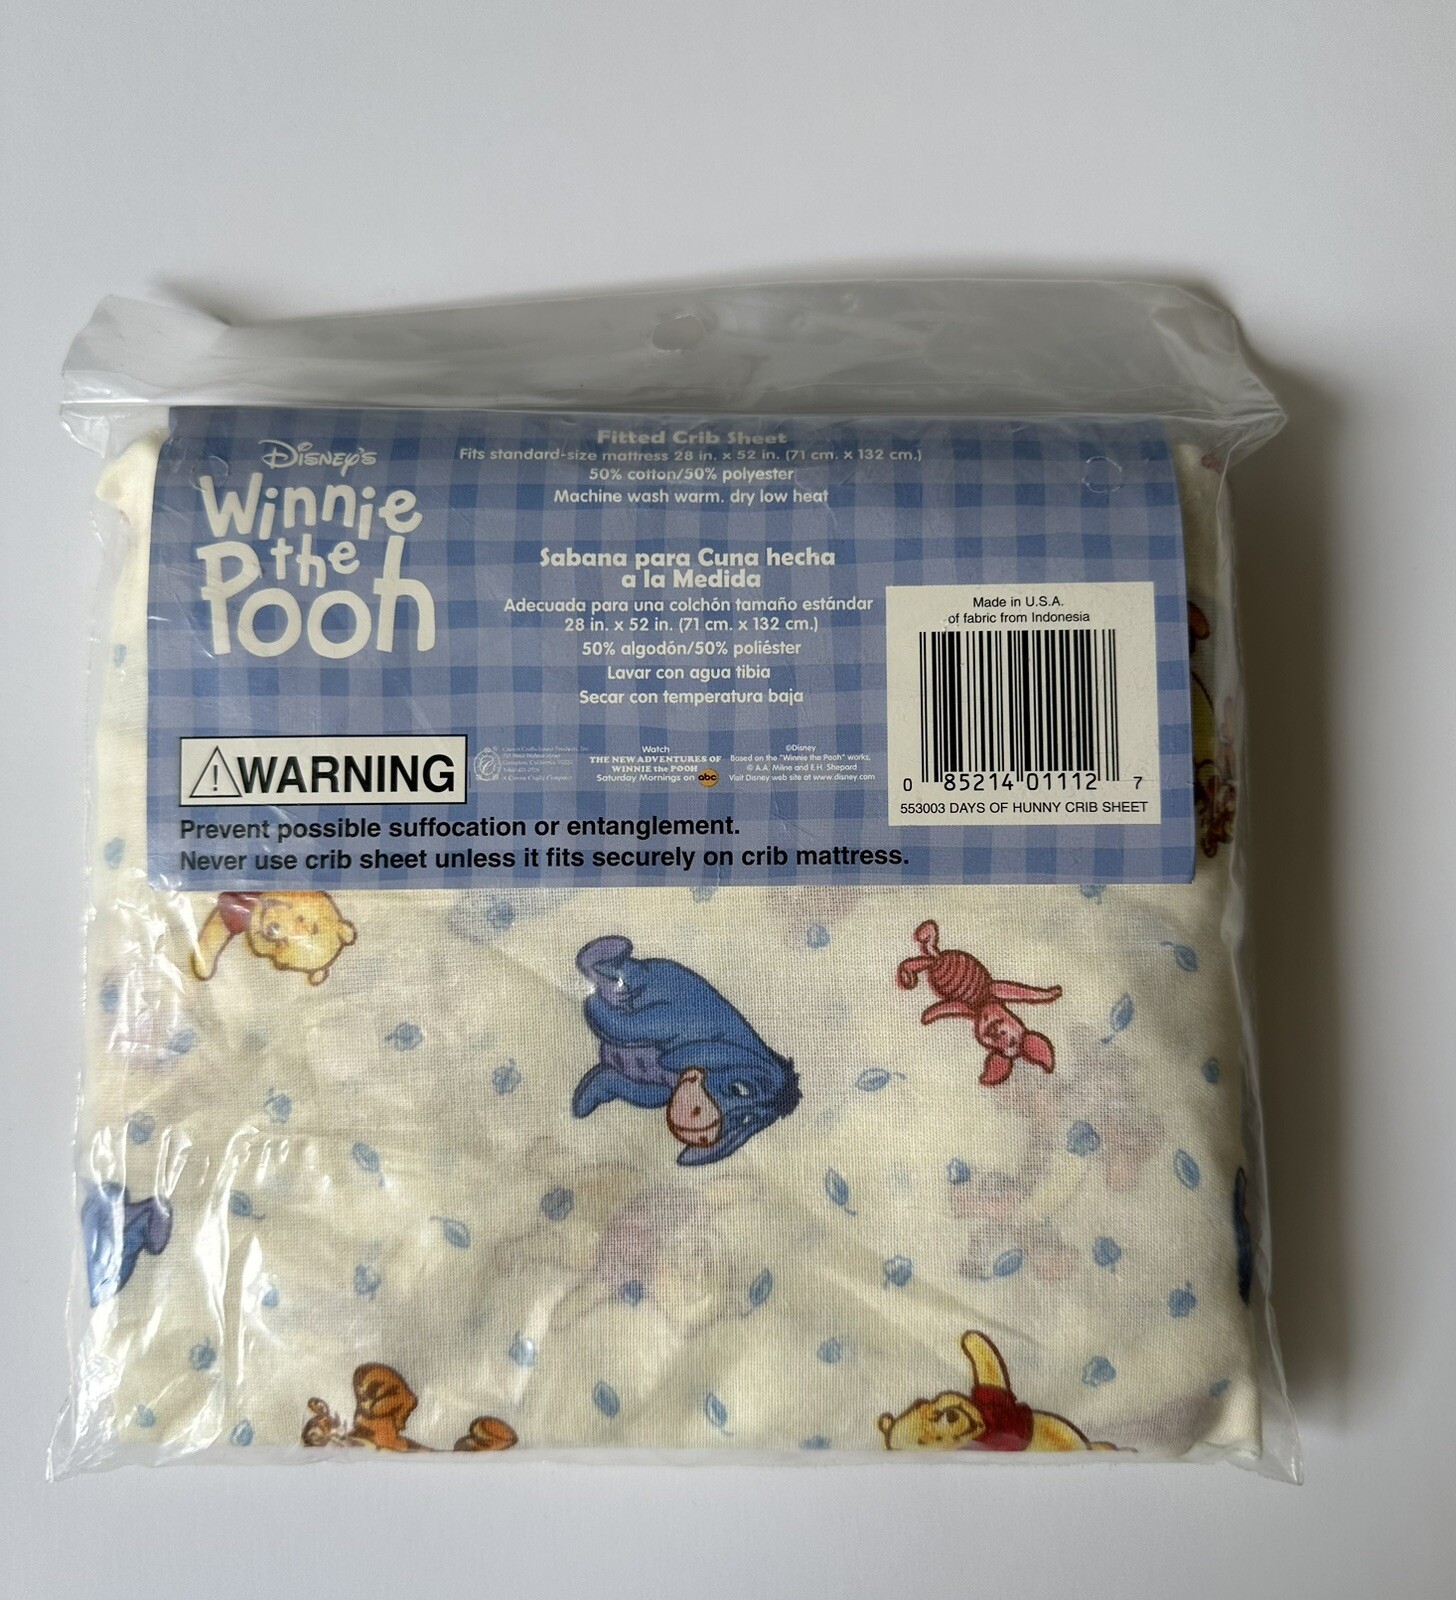 Disney's
Winnie
the
Pooh
Fitted Crib Sheet
Fits standard-size mattress 28 in. x 52 in. (71 cm. x 132 cm.)
50% cotton/50% polyester
Machine wash warm. dry low heat
Sabana para Cuna hecha
a la Medida
Adecuada para una colchón tamaño estándar
28 in. x 52 in. (71 cm. x 132 cm.)
50% algodón/50% poliéster
Lavar con agua tibia
Secar con temperatura baja
Made in U.S.A.
of fabric from Indonesia
0 85214 01112 7
553003 DAYS OF HUNNY CRIB SHEET
WARNING
Watch
THE NEW ADVENTURES OF
WINNIE the POOH
Saturday Mornings on abc
©Disney
Based on the "Winnie the Pooh" works,
© A.A. Milne and E.H. Shepard
Visit Disney web site at www.disney.com
Prevent possible suffocation or entanglement.
Never use crib sheet unless it fits securely on crib mattress.